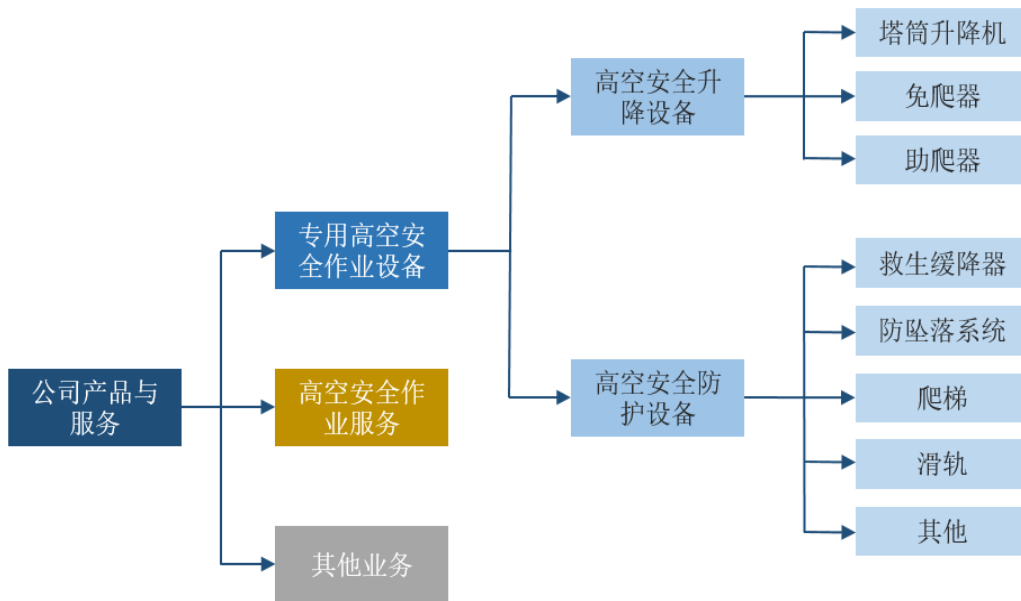 公司产品与
服务
专用高空安
全作业设备
高空安全作
业服务
其他业务
高空安全升
降设备
高空安全防
护设备
塔筒升降机
免爬器
助爬器
救生缓降器
防坠落系统
爬梯
滑轨
其他